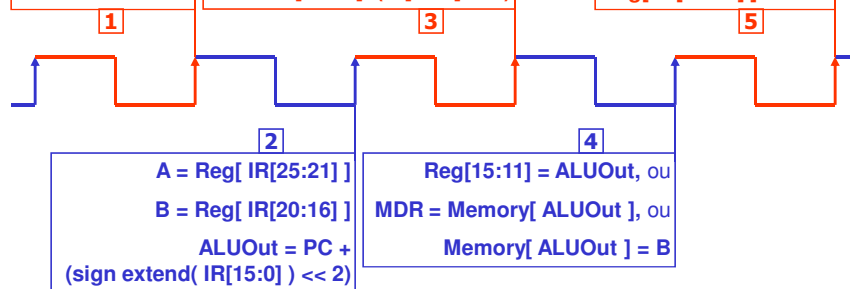 1
3
5
2
4
A = Reg[ IR[25:21] ]
B = Reg[ IR[20:16] ]
ALUOut = PC +
(sign extend( IR[15:0] ) << 2)
Reg[15:11] = ALUOut, ou
MDR = Memory[ ALUOut ], ou
Memory[ ALUOut ] = B